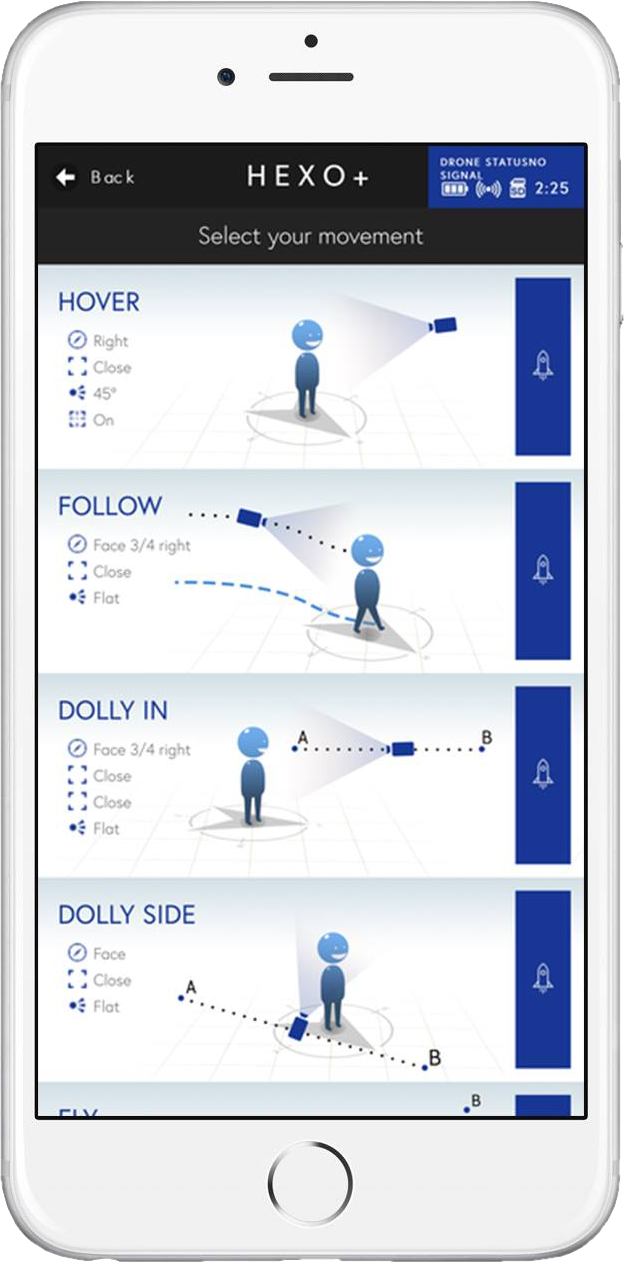 Back
HEXO+
DRONE STATUSNO
SIGNAL
SD
2:25
Select your movement
HOVER
Right
Close
45°
On
FOLLOW
Face 3/4 right
Close
Flat
DOLLY IN
Face 3/4 right
Close
Close
Flat
A
B
DOLLY SIDE
Face
Close
Flat
A
B
FLY
B